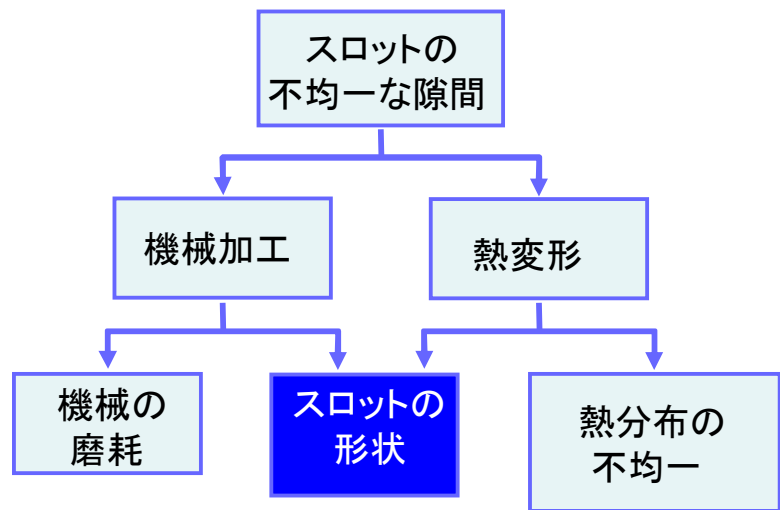 スロットの
不均一な隙間
機械加工
熱変形
機械の
磨耗
スロットの
形状
熱分布の
不均一